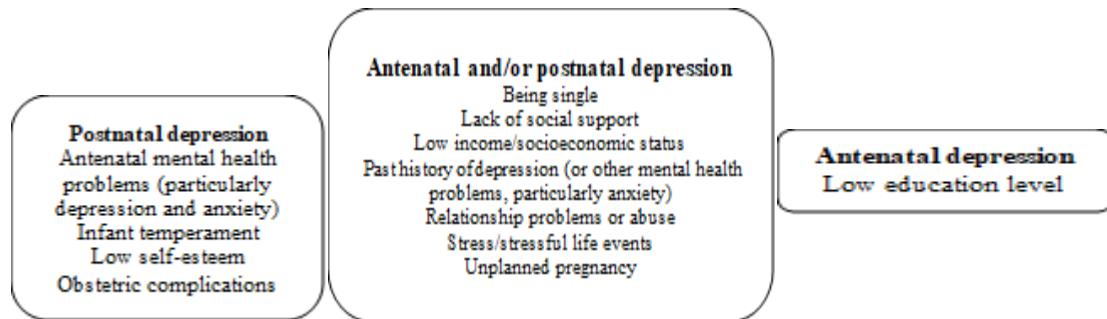 Postnatal depression
Antenatal mental health
problems (particularly
depression and anxiety)
Infant temperament
Low self-esteem
Obstetric complications
Antenatal and/or postnatal depression
Being single
Lack of social support
Low income/socioeconomic status
Past history of depression (or other mental health
problems, particularly anxiety)
Relationship problems or abuse
Stress/stressful life events
Unplanned pregnancy
Antenatal depression
Low education level